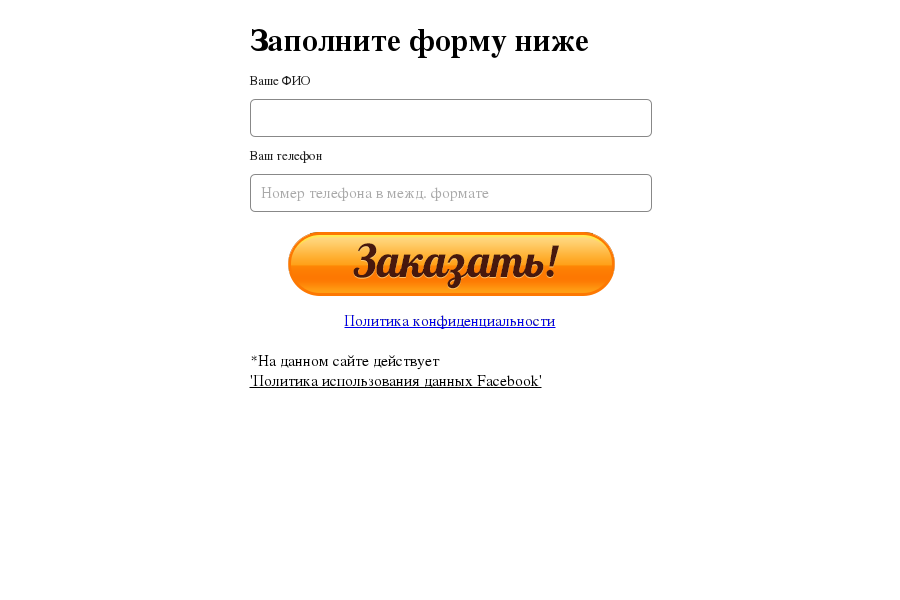 Заполните форму ниже
Ваше ФИО
Ваш телефон
Номер телефона в межд. формате
Заказать!
Политика конфиденциальности
*На данном сайте действует
'Политика использования данных Facebook'